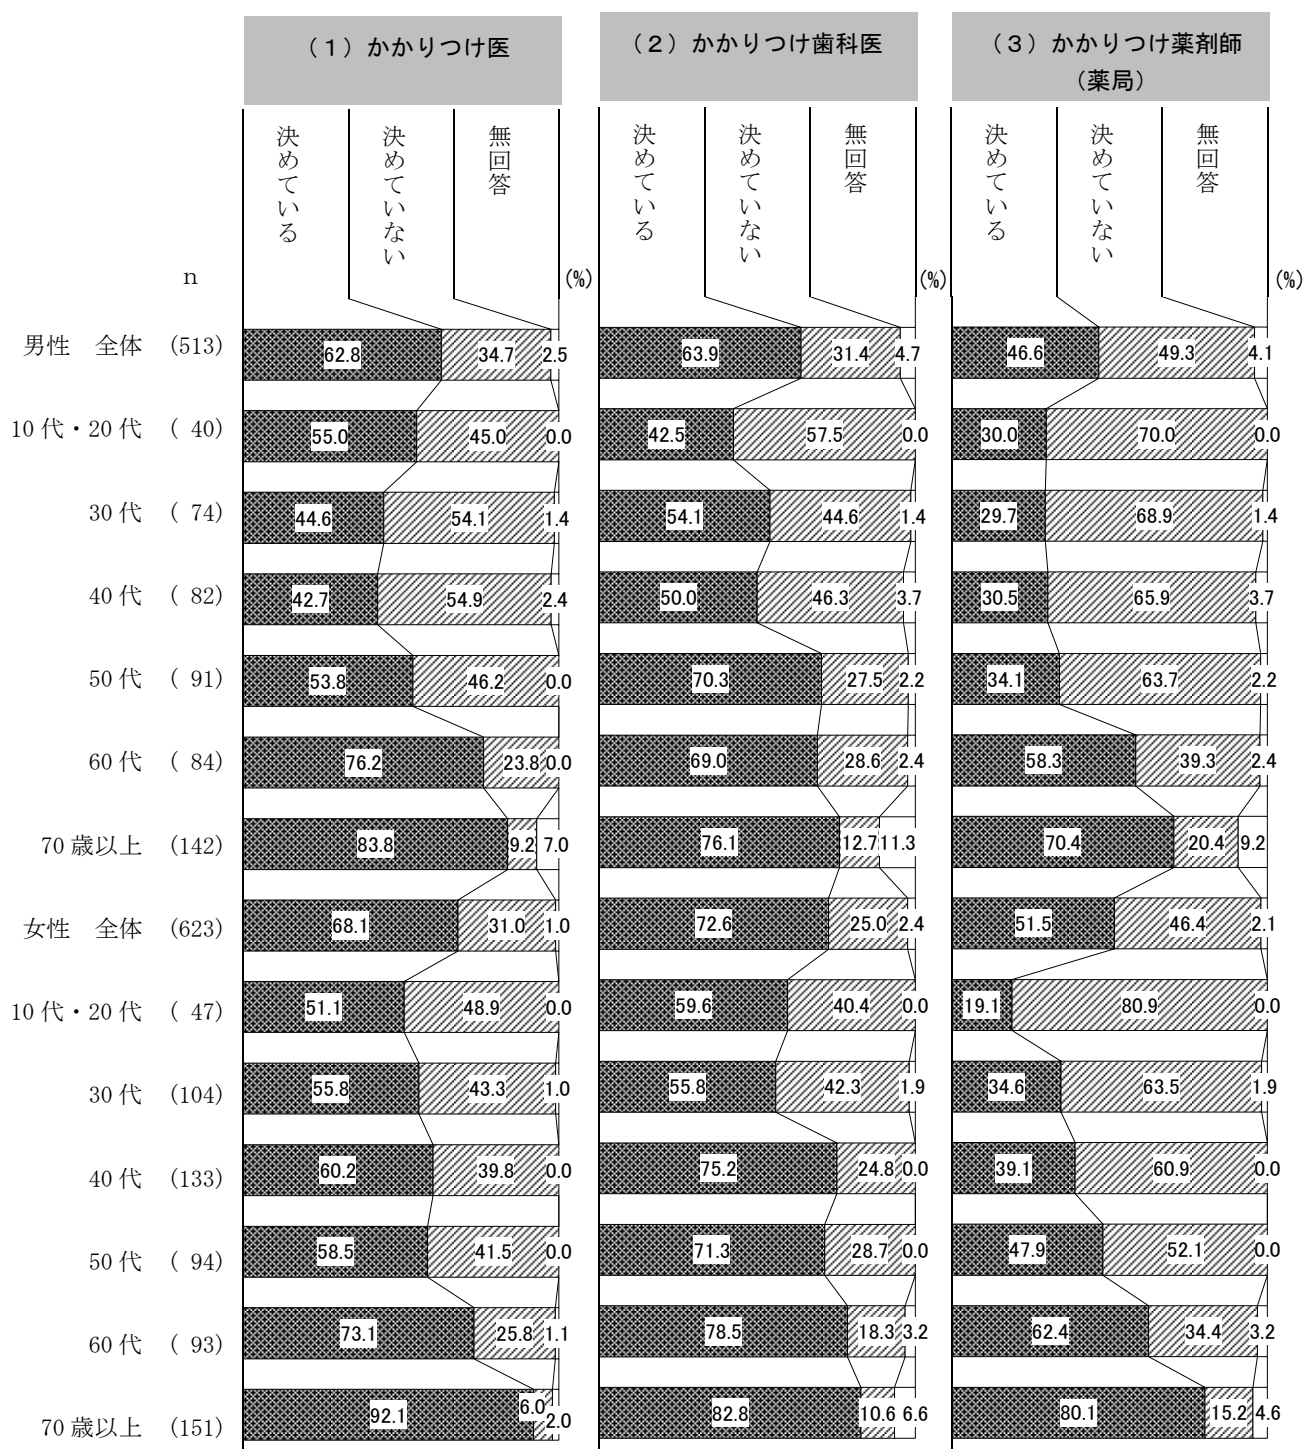 （１）かかりつけ医
（２）かかりつけ歯科医
（３）かかりつけ薬剤師
（薬局）
決めている
決めていない
無回答
決めている
決めていない
無回答
決めている
決めていない
無回答
n
(%)
(%)
(%)
男性　全体　(513) 62.8 34.7 2.5 63.9 31.4 4.7 46.6 49.3 4.1
10代・20代　( 40) 55.0 45.0 0.0 42.5 57.5 0.0 30.0 70.0 0.0
30代　( 74) 44.6 54.1 1.4 54.1 44.6 1.4 29.7 68.9 1.4
40代　( 82) 42.7 54.9 2.4 50.0 46.3 3.7 30.5 65.9 3.7
50代　( 91) 53.8 46.2 0.0 70.3 27.5 2.2 34.1 63.7 2.2
60代　( 84) 76.2 23.8 0.0 69.0 28.6 2.4 58.3 39.3 2.4
70歳以上　(142) 83.8 9.2 7.0 76.1 12.7 11.3 70.4 20.4 9.2
女性　全体　(623) 68.1 31.0 1.0 72.6 25.0 2.4 51.5 46.4 2.1
10代・20代　( 47) 51.1 48.9 0.0 59.6 40.4 0.0 19.1 80.9 0.0
30代　(104) 55.8 43.3 1.0 55.8 42.3 1.9 34.6 63.5 1.9
40代　(133) 60.2 39.8 0.0 75.2 24.8 0.0 39.1 60.9 0.0
50代　( 94) 58.5 41.5 0.0 71.3 28.7 0.0 47.9 52.1 0.0
60代　( 93) 73.1 25.8 1.1 78.5 18.3 3.2 62.4 34.4 3.2
70歳以上　(151) 92.1 6.0 2.0 82.8 10.6 6.6 80.1 15.2 4.6